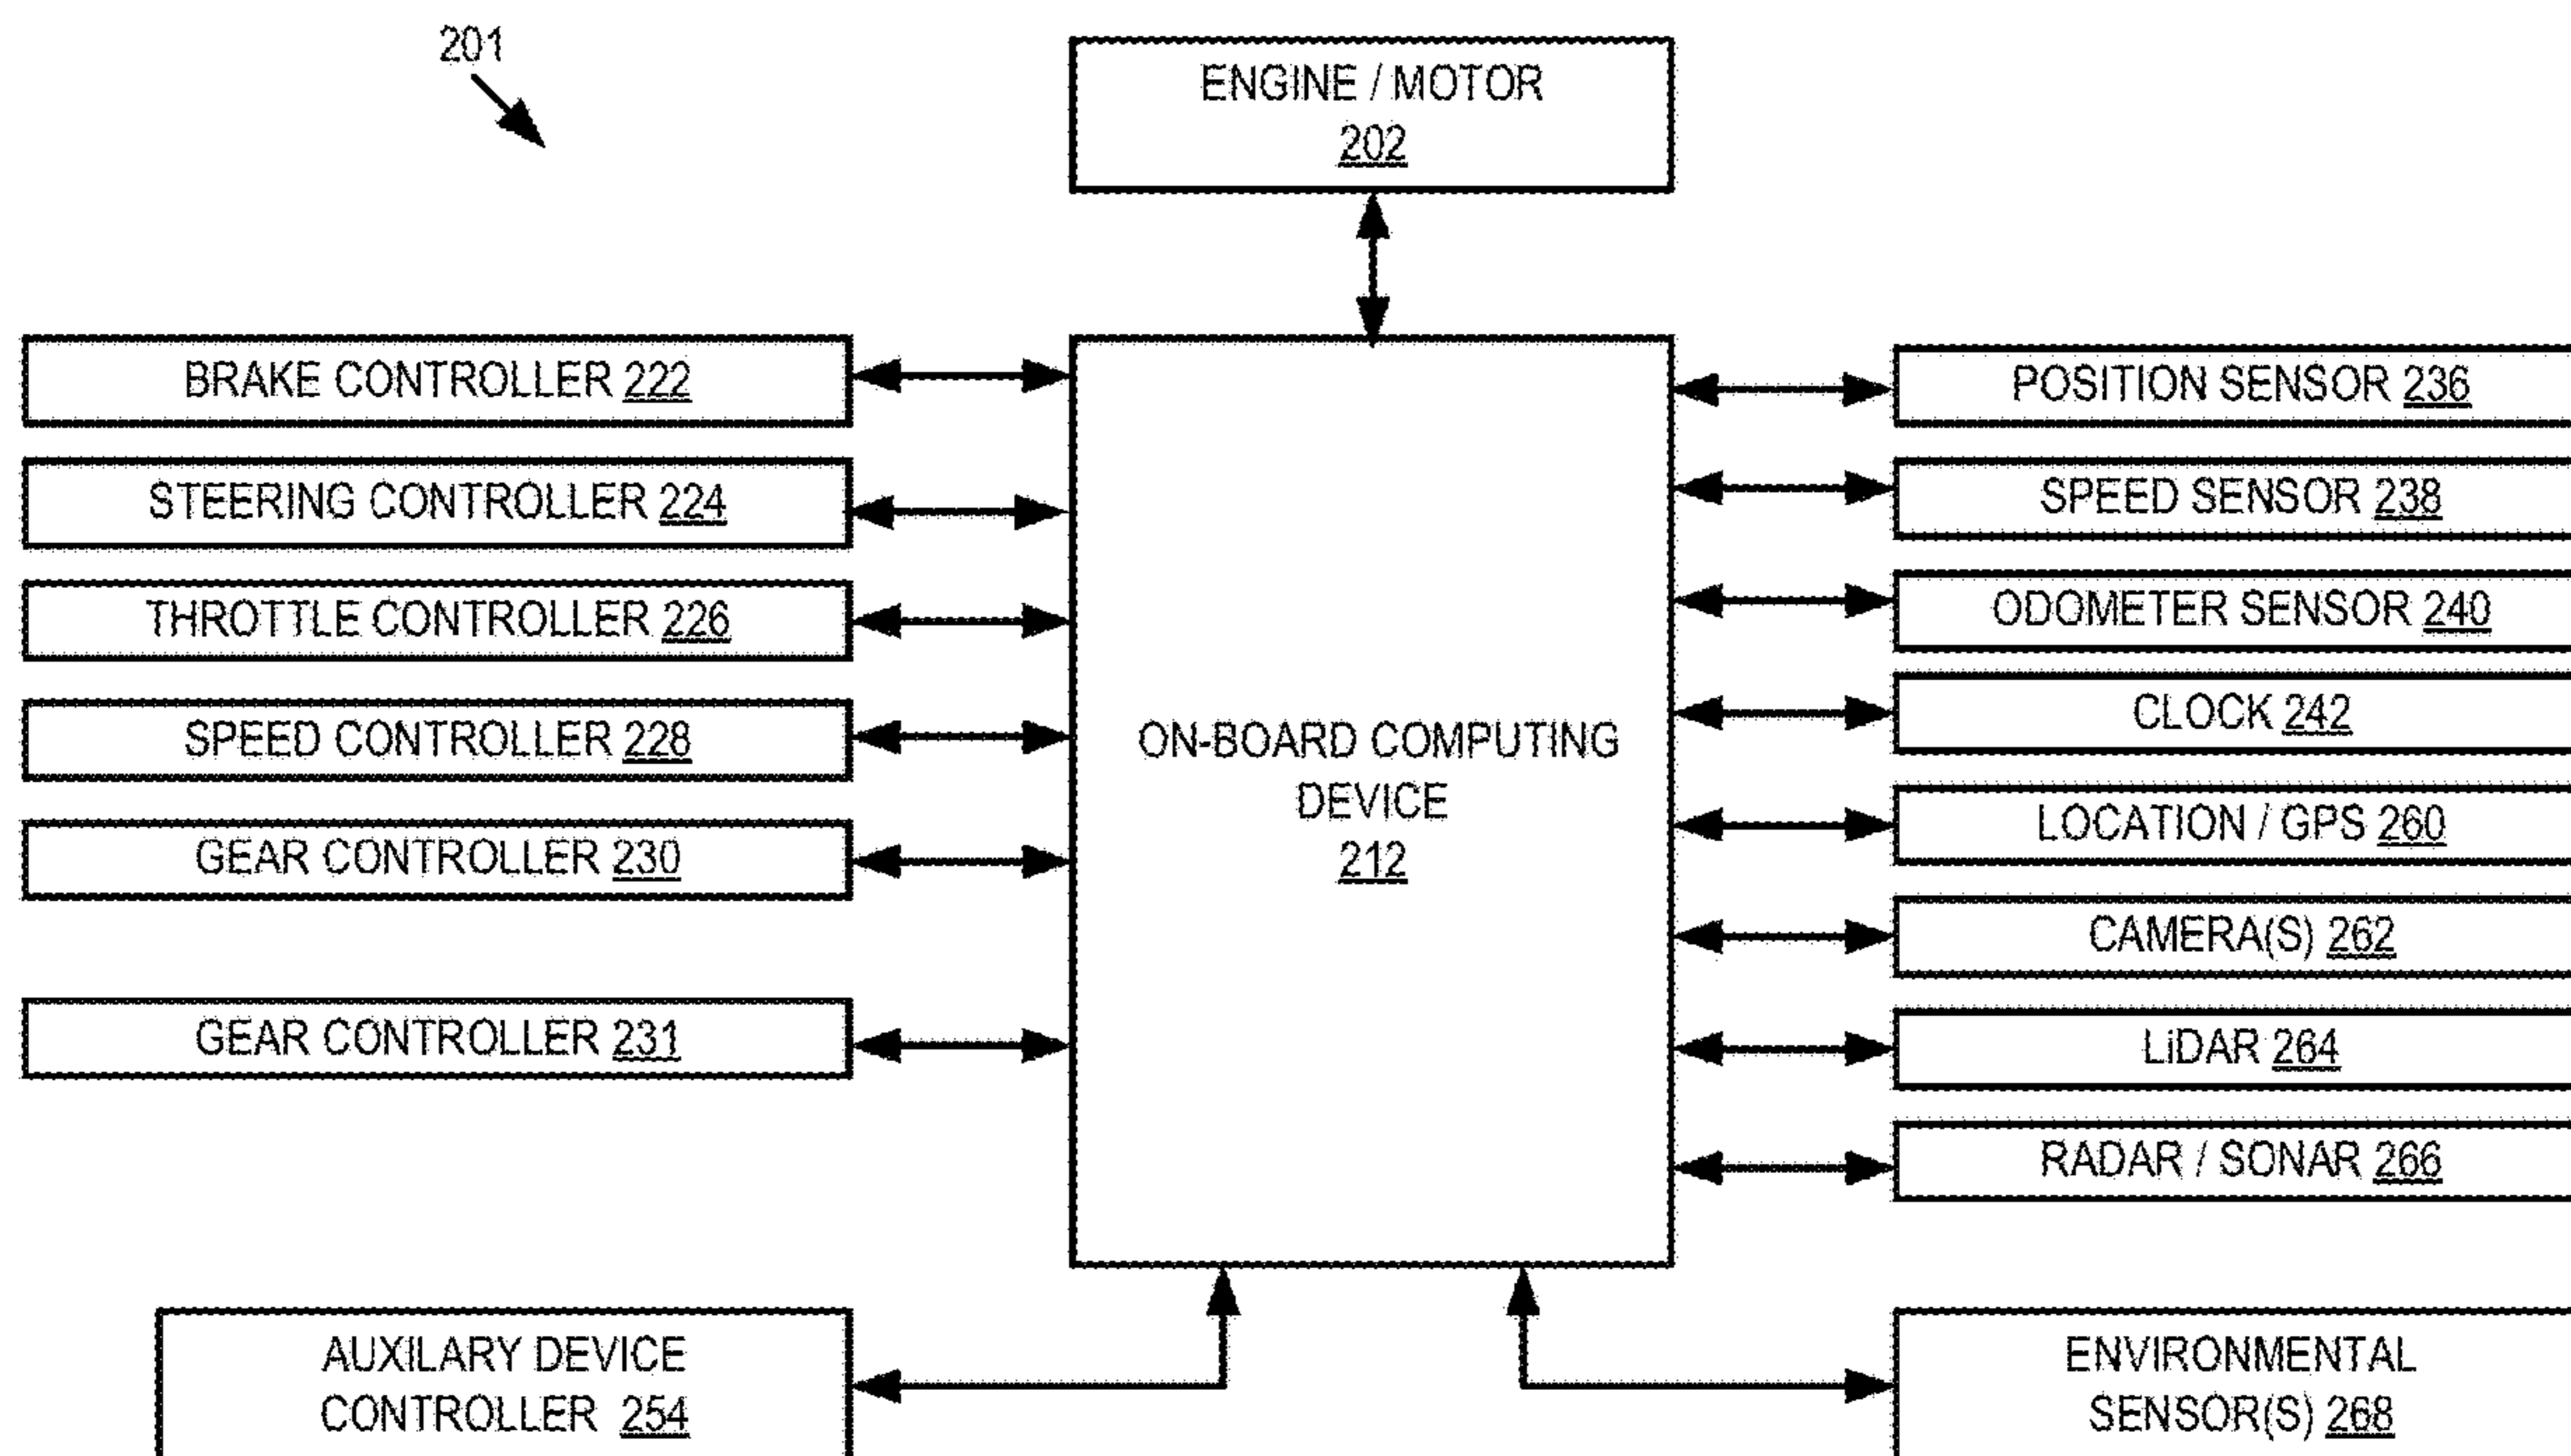 201
ENGINE / MOTOR
202
BRAKE CONTROLLER 222
STEERING CONTROLLER 224
THROTTLE CONTROLLER 226
SPEED CONTROLLER 228
GEAR CONTROLLER 230
GEAR CONTROLLER 231
AUXILARY DEVICE
CONTROLLER 254
ON-BOARD COMPUTING
DEVICE
212
POSITION SENSOR 236
SPEED SENSOR 238
ODOMETER SENSOR 240
CLOCK 242
LOCATION / GPS 260
CAMERA(S) 262
LiDAR 264
RADAR / SONAR 266
ENVIRONMENTAL
SENSOR(S) 268